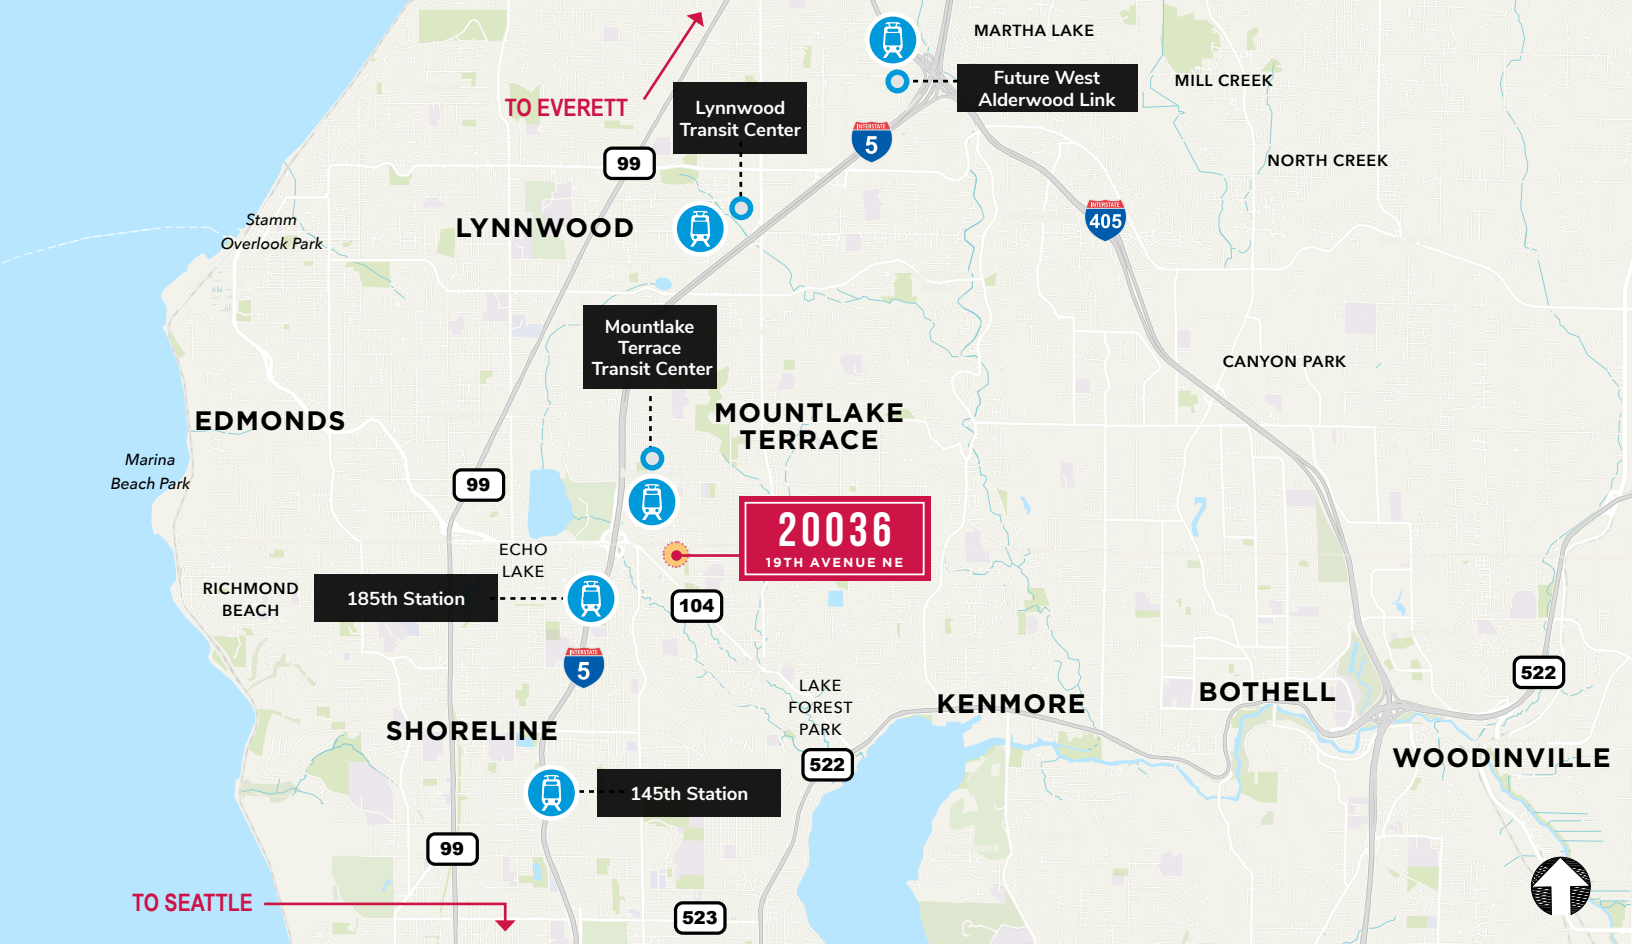 MARTHA LAKE
Future West
Alderwood Link
MILL CREEK
TO EVERETT
Lynnwood
Transit Center
INTERSTATE
5
99
NORTH CREEK
INTERSTATE
405
Stamm
Overlook Park
LYNNWOOD
Mountlake
Terrace
Transit Center
CANYON PARK
EDMONDS
MOUNTLAKE
TERRACE
Marina
Beach Park
99
20036
19TH AVENUE NE
ECHO
LAKE
RICHMOND
BEACH
185th Station
104
INTERSTATE
5
522
LAKE
FOREST
PARK
KENMORE
BOTHELL
SHORELINE
522
WOODINVILLE
145th Station
99
TO SEATTLE
523